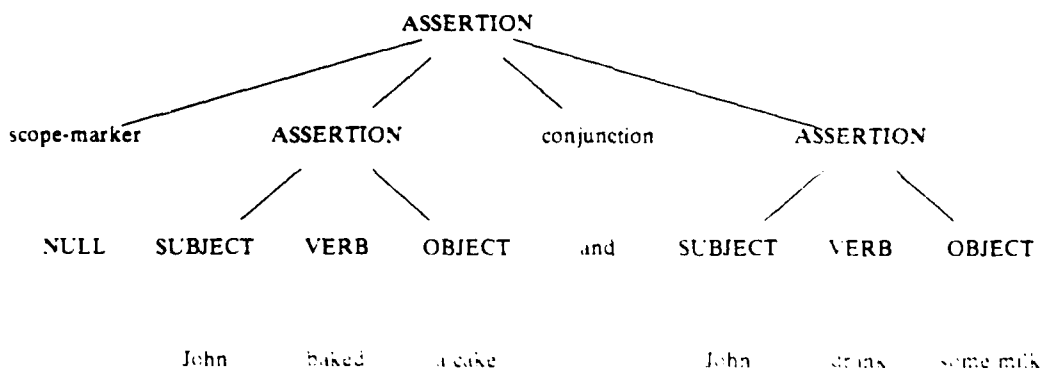 ASSERTION
scope-marker ASSERTION conjunction ASSERTION
NULL SUBJECT VERB OBJECT and SUBJECT VERB OBJECT
John baked a cake John drink some milk